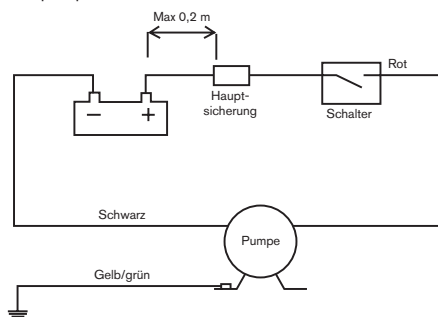 Max 0,2 m
Rot
Haupt-
sicherung
Schalter
Schwarz
Pumpe
Gelb/grün